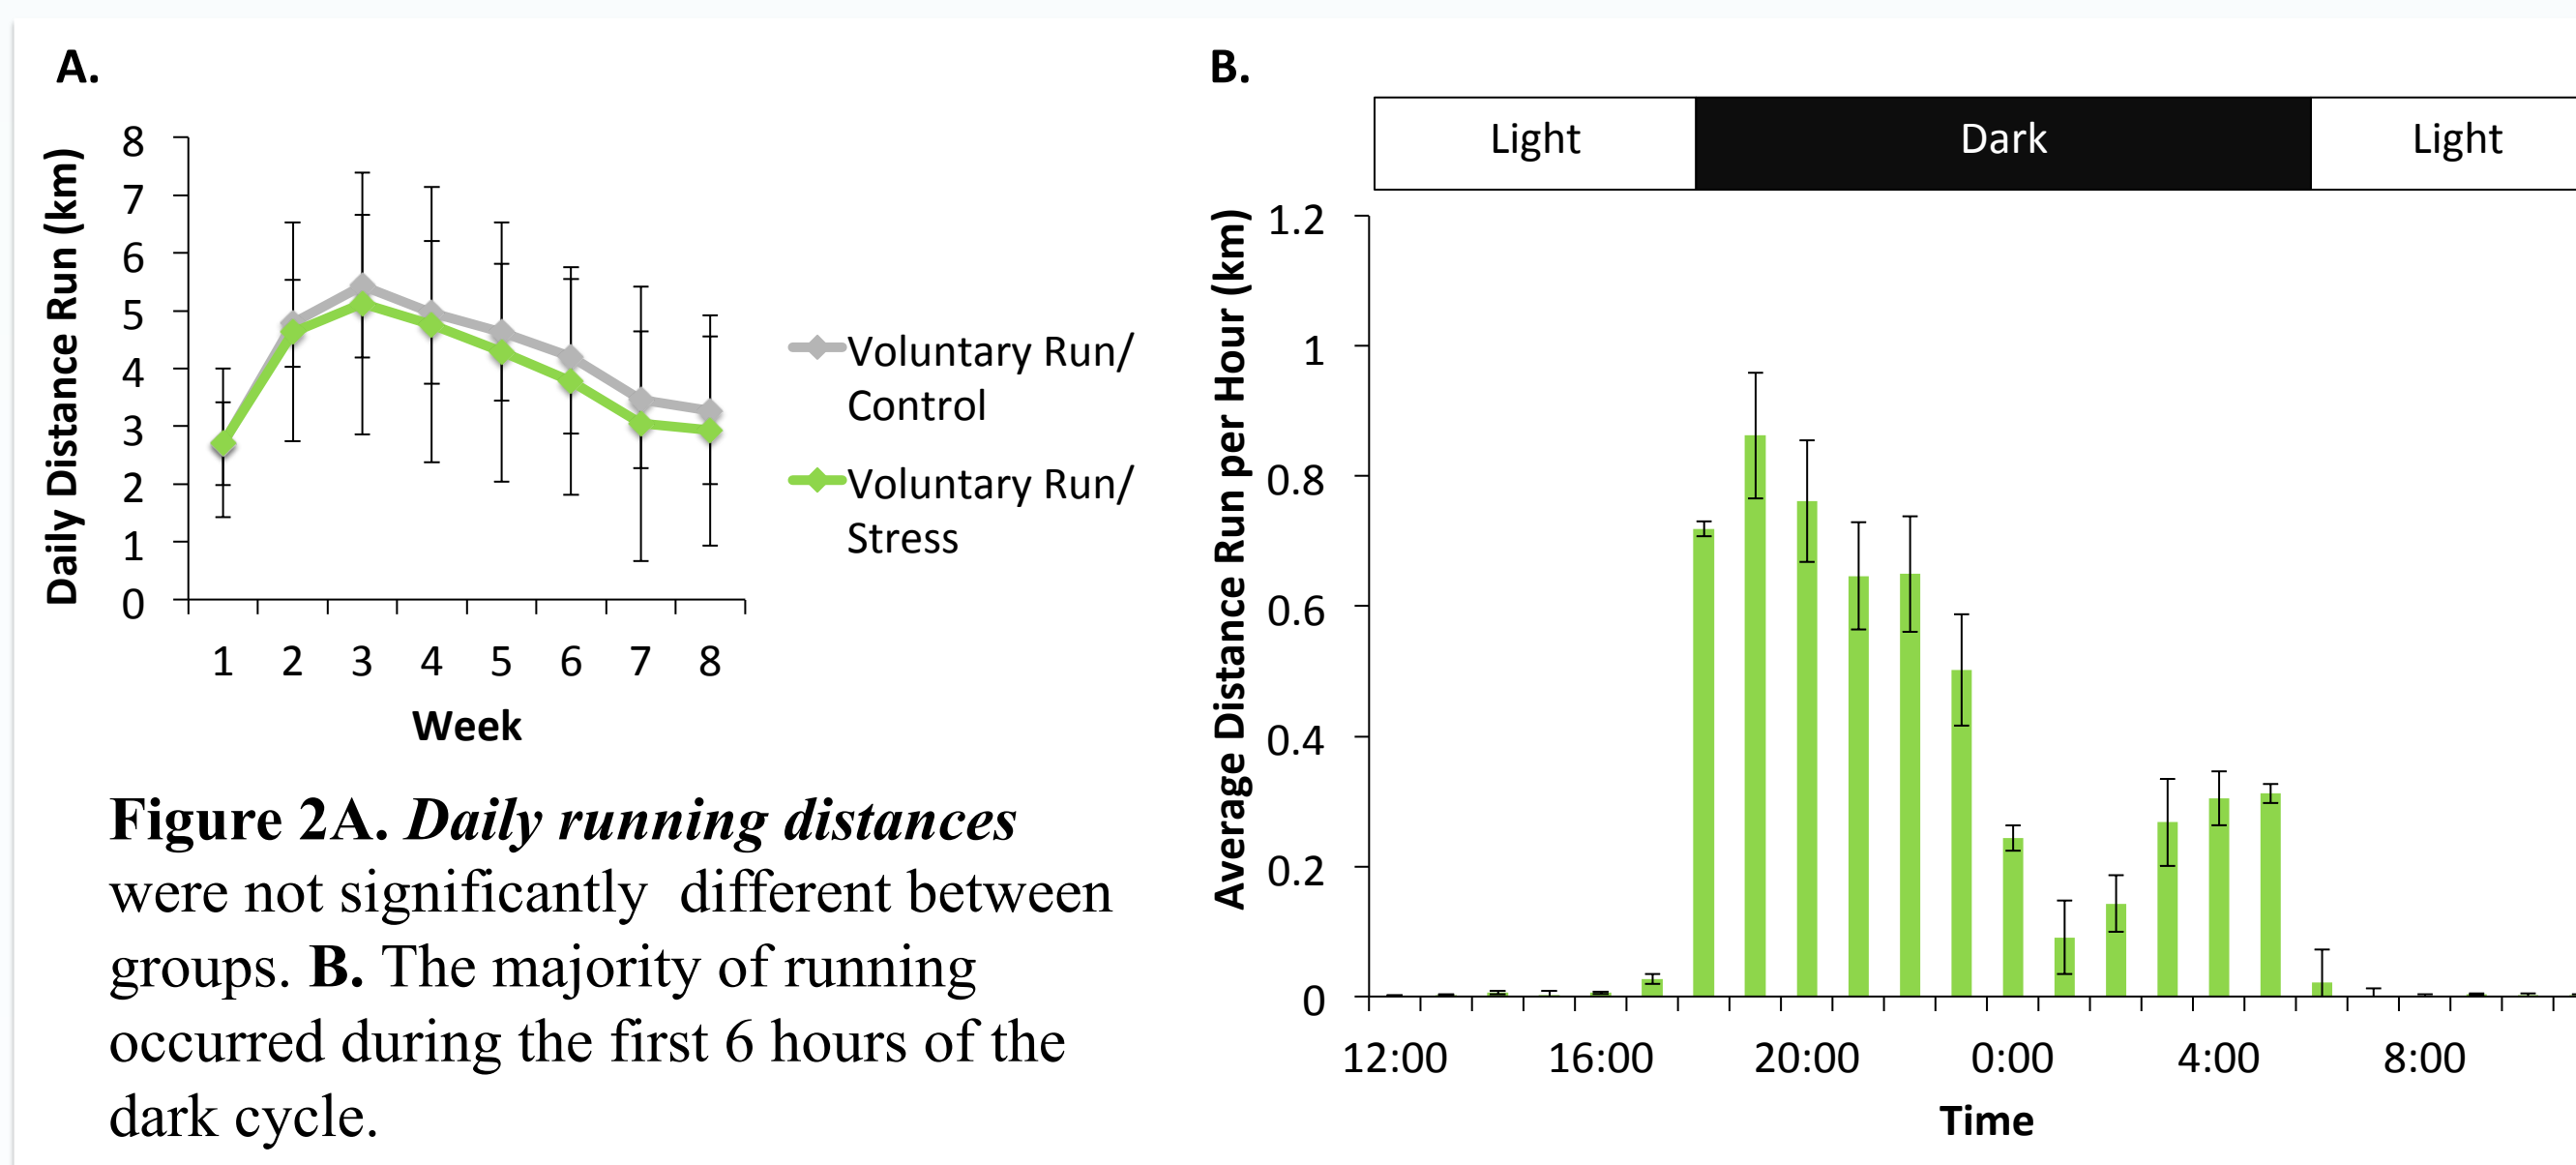 A.
8
7
6
5
4
3
2
1
0
Daily Distance Run (km)
1 2 3 4 5 6 7 8
Week
Voluntary Run/
Control
Voluntary Run/
Stress
Figure 2A. Daily running distances
were not significantly different between
groups. B. The majority of running
occurred during the first 6 hours of the
dark cycle.
B.
Light Dark Light
1.2
1
0.8
0.6
0.4
0.2
0
Average Distance Run per Hour (km)
12:00 16:00 20:00 0:00 4:00 8:00
Time